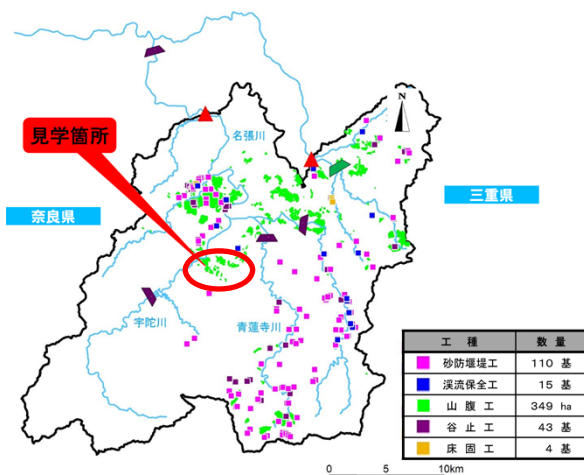 名張川
N
見学箇所
三重県
奈良県
宇陀川
青蓮寺川
工種 数量
砂防堰堤工 110 基
渓流保全工 15 基
山腹工 349 ha
谷止工 43 基
床固工 4 基
0 5 10km